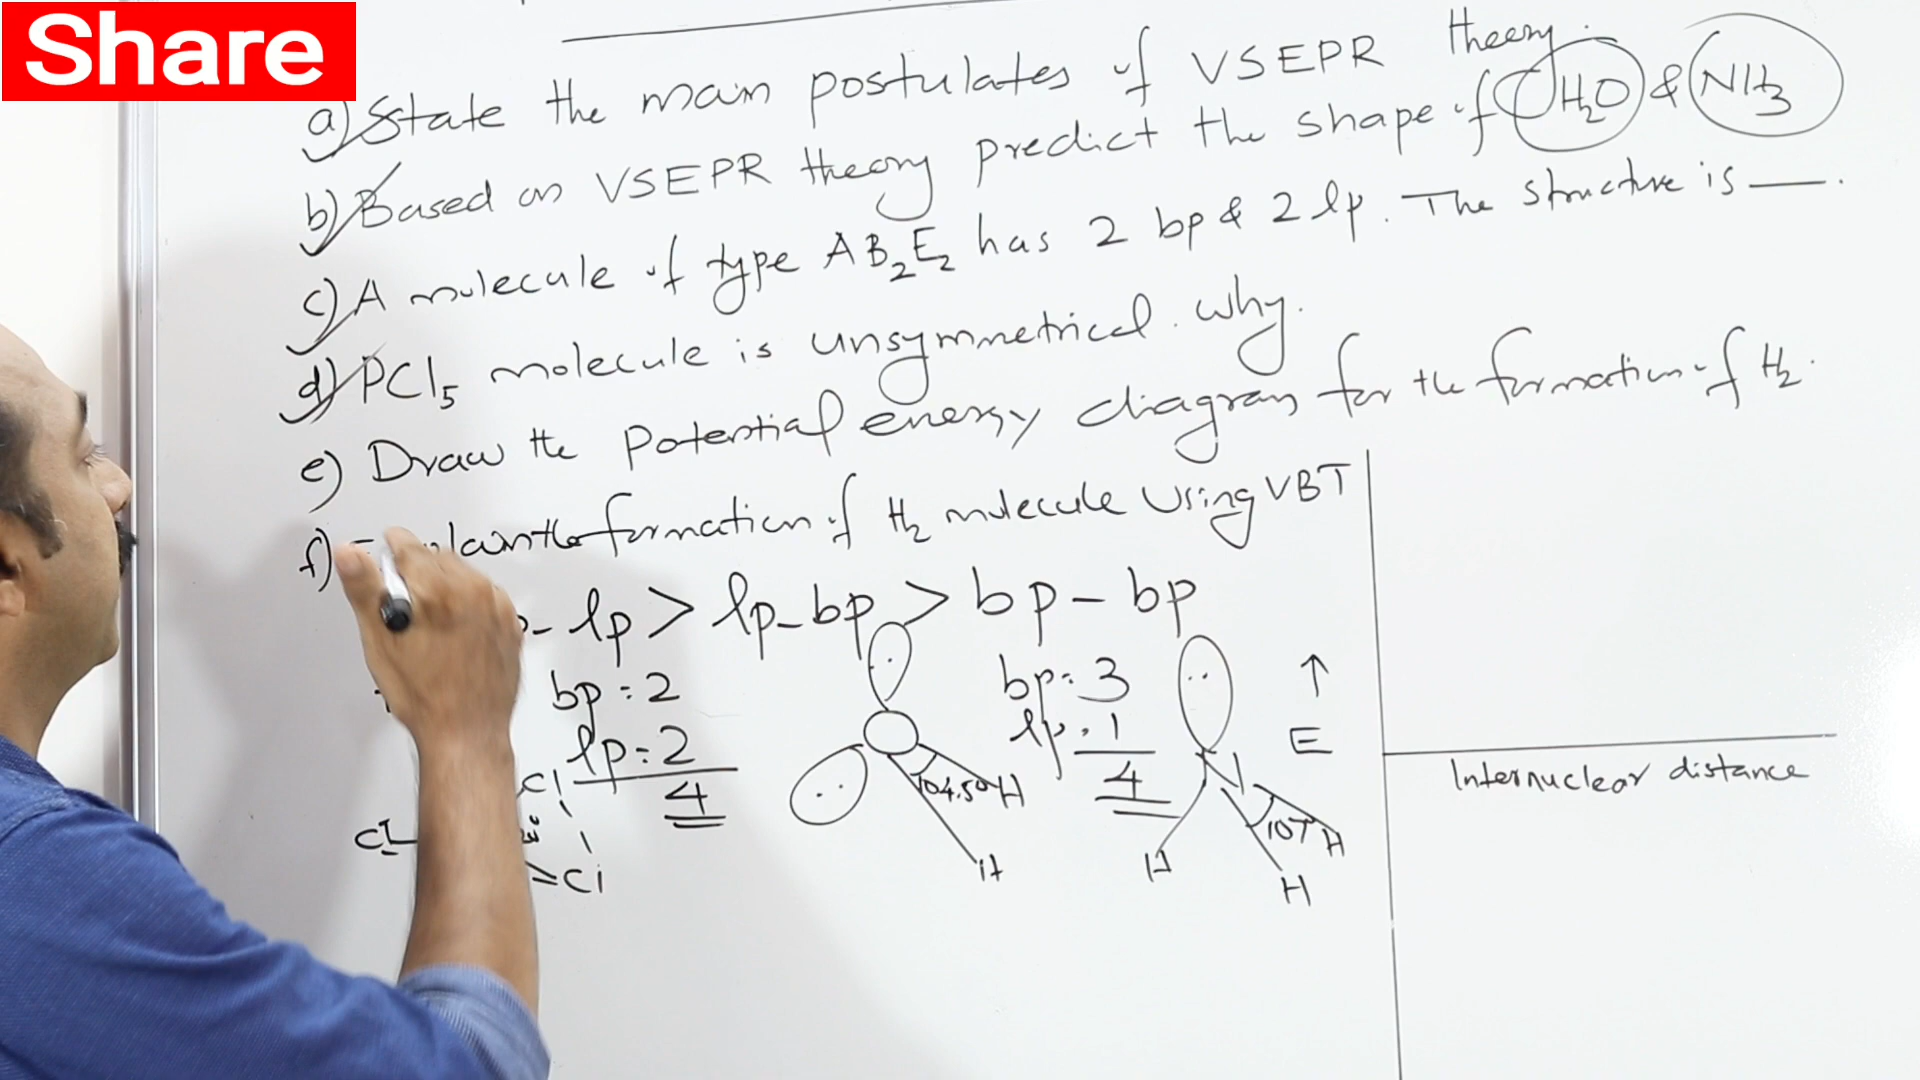 Share
a) State the main postulates of VSEPR theory.
b) Based on VSEPR theory predict the shape of H₂O & NH₃
c) A molecule of type AB₂E₂ has 2 bp & 2 lp. The structure is —.
d) PCl₅ molecule is unsymmetrical. why.
e) Draw the Potential energy diagram for the formation of H₂.
f) the formation of H₂ molecule Using VBT
- lp > lp - bp > bp - bp
bp = 2
lp = 2
4
104.5°
H
H
bp = 3
lp = 1
4
107
H
H
H
↑
E
Internuclear distance
Cl
Cl
Cl